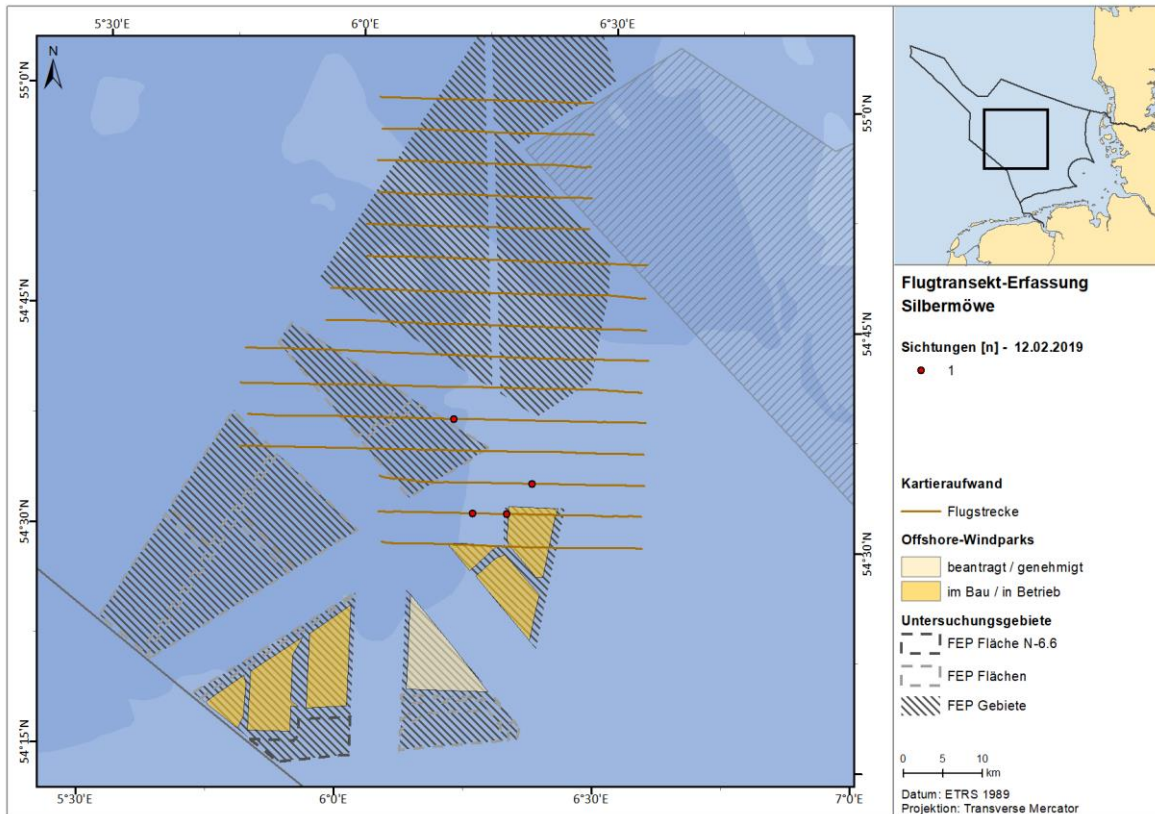 5°30'E 6°0'E 6°30'E
N
55°0'N
55°0'N
54°45'N
54°45'N
54°30'N
54°30'N
54°15'N
5°30'E 6°0'E 6°30'E 7°0'E
Flugtransekt-Erfassung
Silbermöwe
Sichtungen [n] - 12.02.2019
1
Kartieraufwand
Flugstrecke
Offshore-Windparks
beantragt / genehmigt
im Bau / in Betrieb
Untersuchungsgebiete
FEP Fläche N-6.6
FEP Flächen
FEP Gebiete
0 5 10
km
Datum: ETRS 1989
Projektion: Transverse Mercator